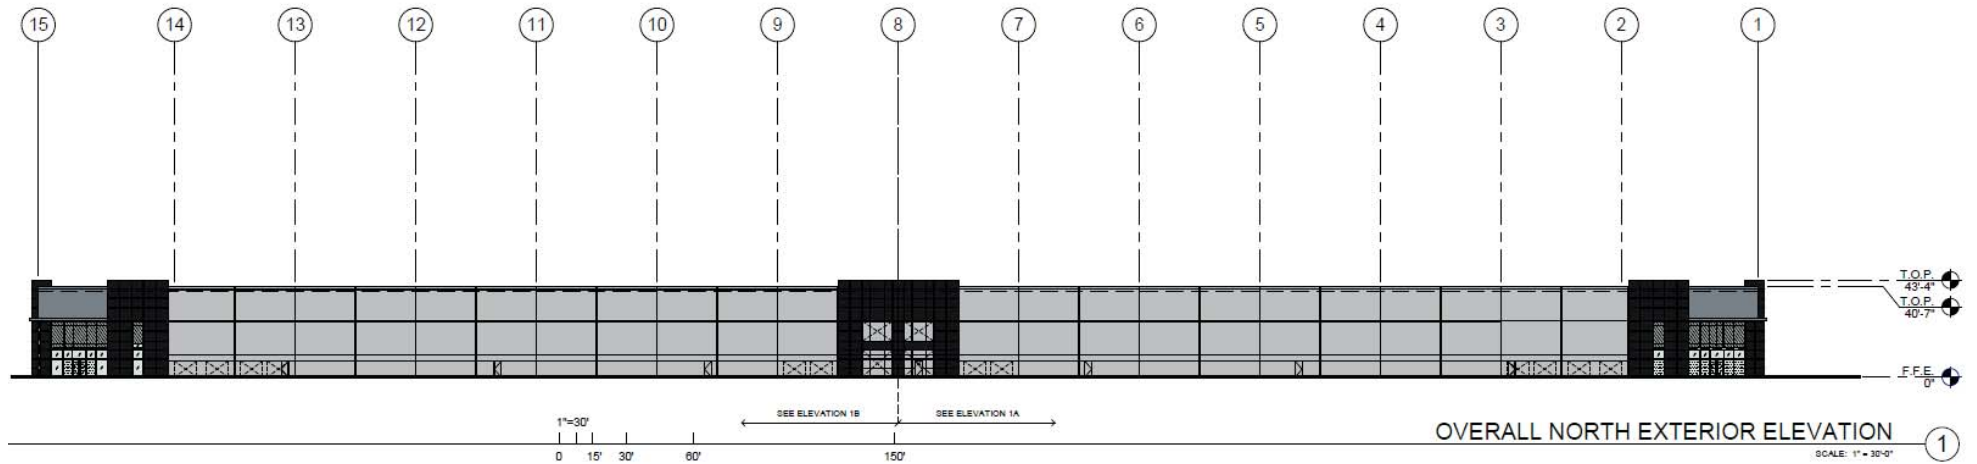 15 14 13 12 11 10 9 8 7 6 5 4 3 2 1
T.O.P.
43'-4"
T.O.P.
40'-7"
F.F.E.
0"
SEE ELEVATION 1B SEE ELEVATION 1A
1"=30'
0 15' 30' 60' 150'
OVERALL NORTH EXTERIOR ELEVATION
SCALE: 1" = 30'-0"
1